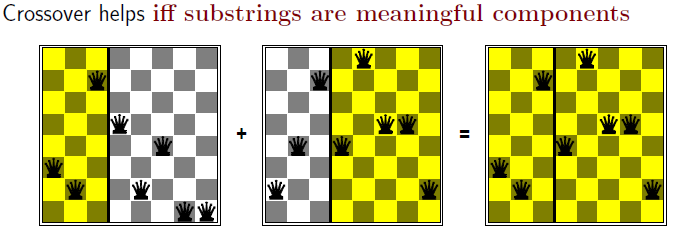 Crossover helps iff substrings are meaningful components
+ =